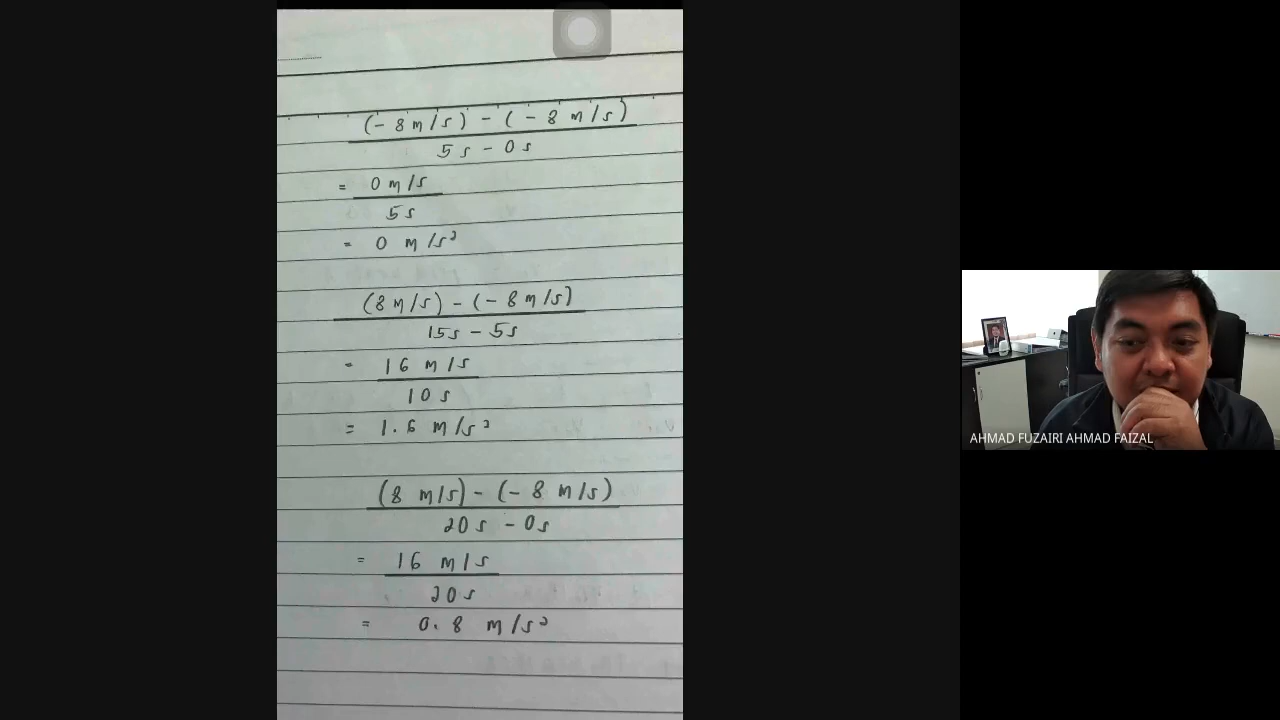 (- 8 m/s) - (- 8 m/s)
5s - 0s
= 0 m/s
5s
= 0 m/s²
(8 m/s) - (- 8 m/s)
15s - 5s
= 16 m/s
10 s
= 1.6 m/s²
(8 m/s) - (- 8 m/s)
20s - 0s
= 16 m/s
20s
= 0.8 m/s²
AHMAD FUZAIRI AHMAD FAIZAL